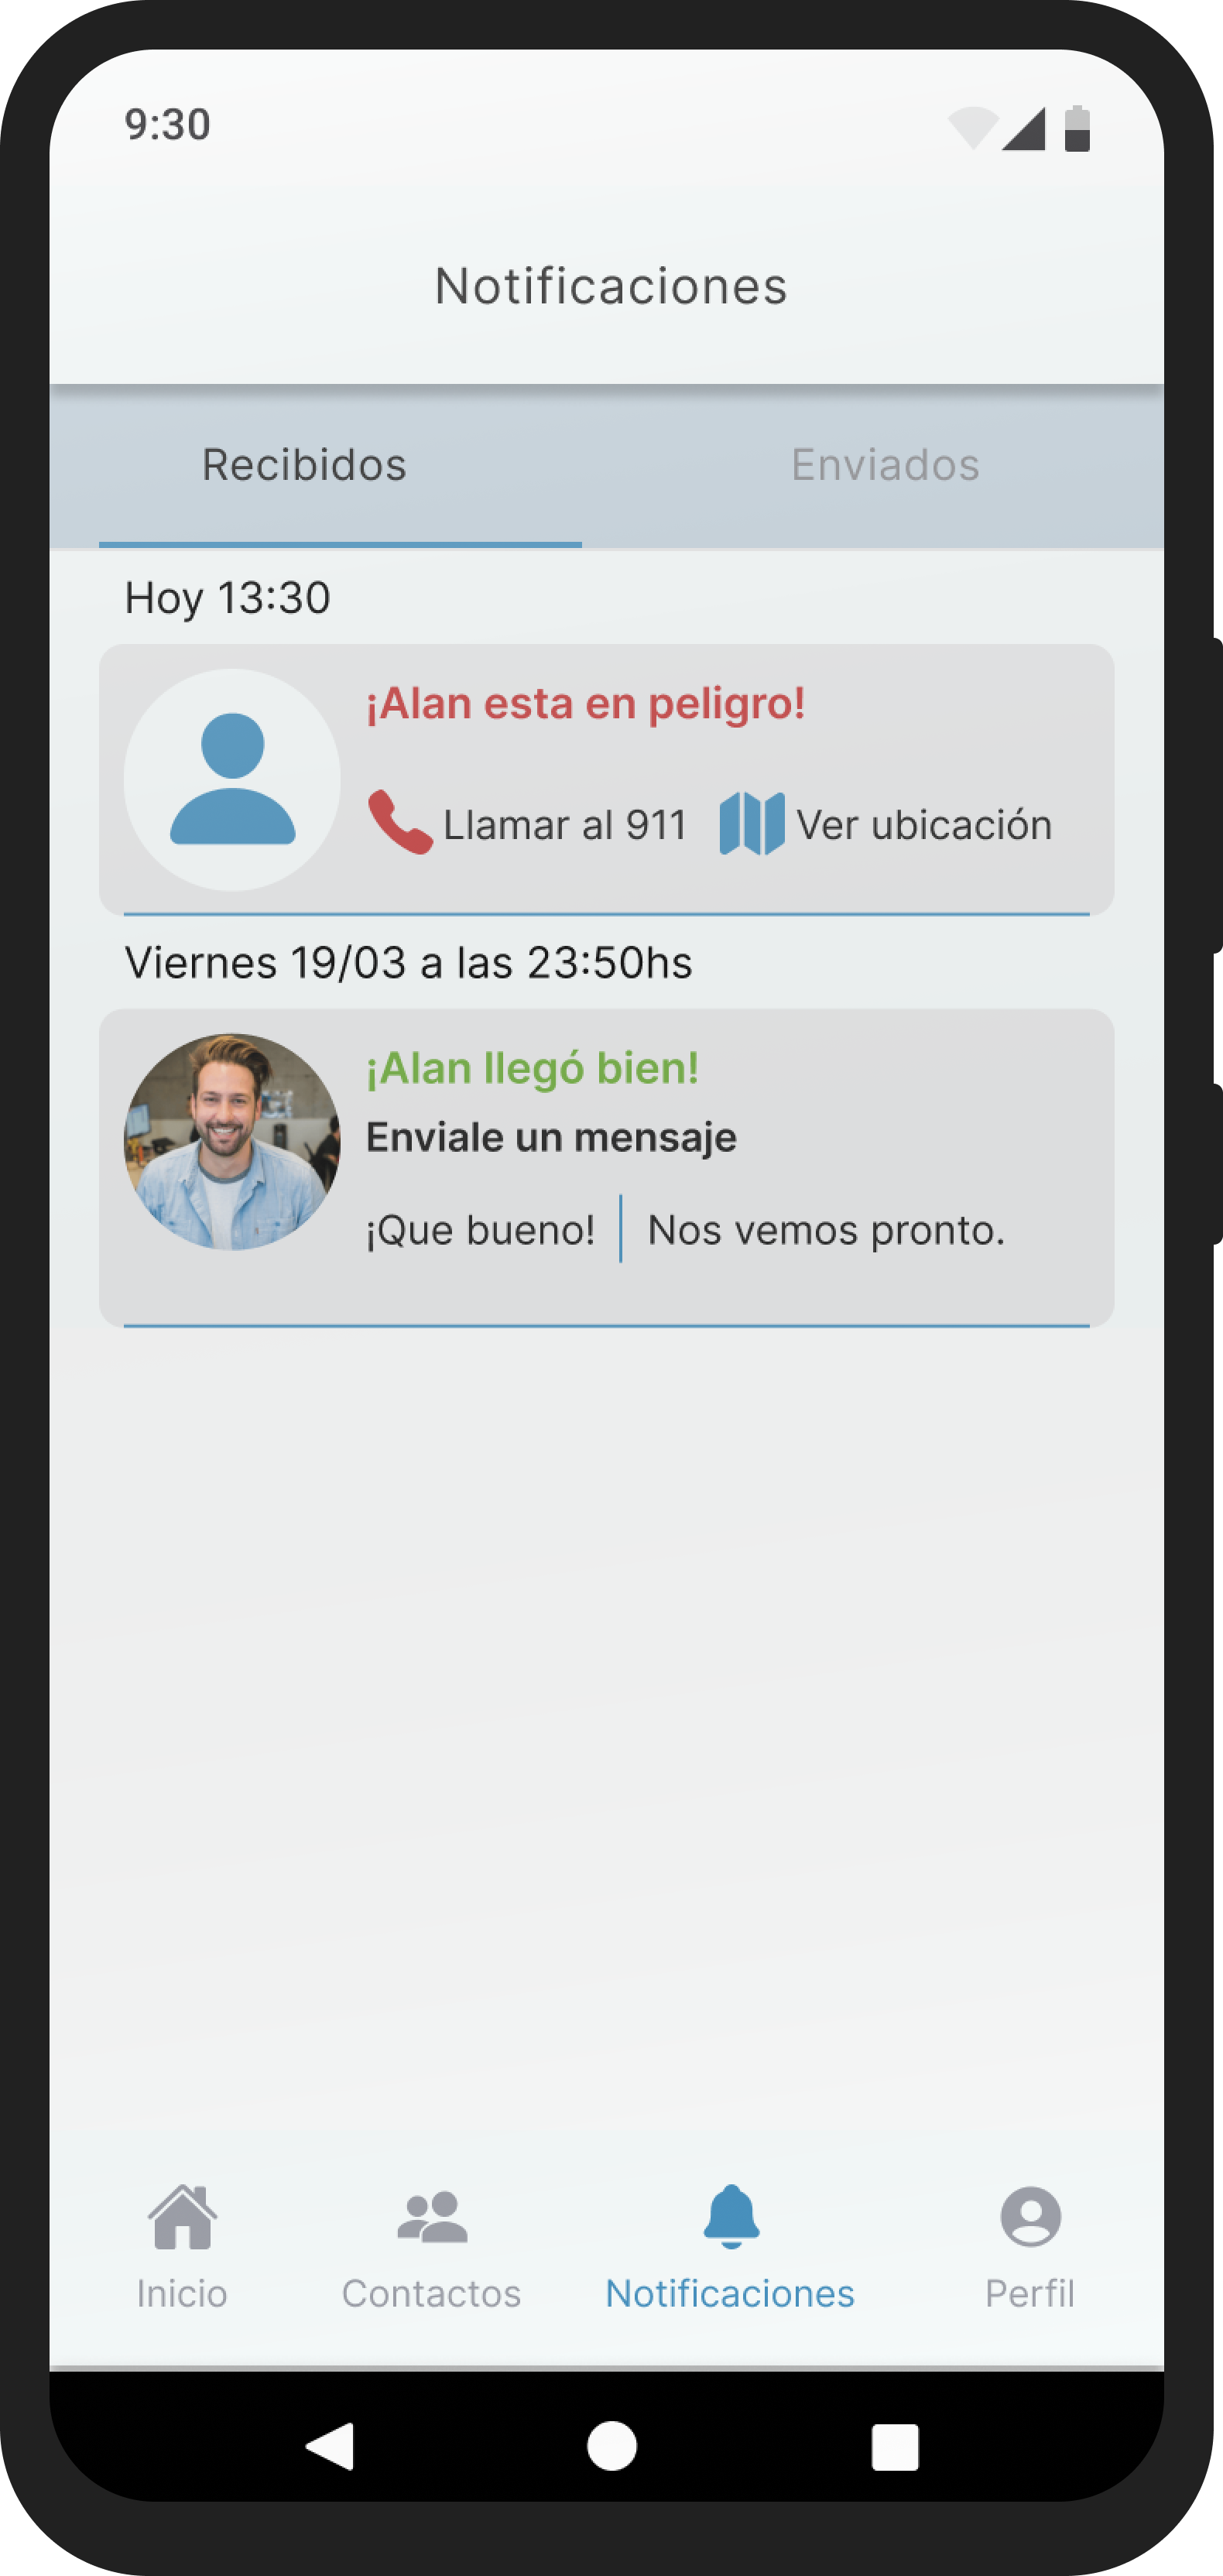 9:30
Notificaciones
Recibidos Enviados
Hoy 13:30
¡Alan esta en peligro!
Llamar al 911 Ver ubicación
Viernes 19/03 a las 23:50hs
¡Alan llegó bien!
Enviale un mensaje
¡Que bueno! Nos vemos pronto.
Inicio Contactos Notificaciones Perfil